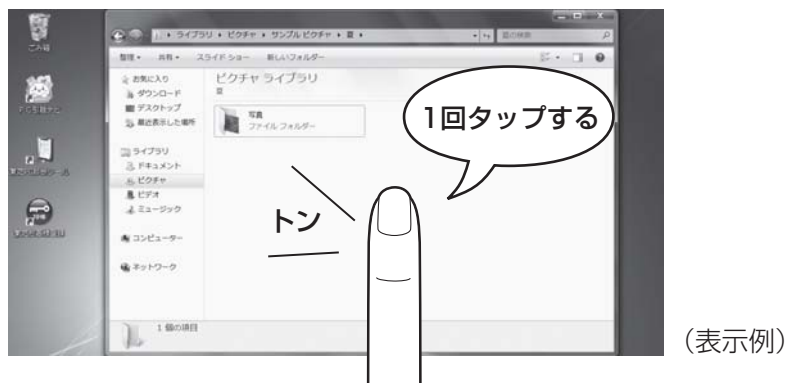 ごみ箱
ライブラリ ▸ ピクチャ ▸ サンプル ピクチャ ▸ 夏 ▸
夏の検索
整理 共有 スライド ショー 新しいフォルダー
お気に入り
ダウンロード
デスクトップ
最近表示した場所
ライブラリ
ドキュメント
ピクチャ
ビデオ
ミュージック
コンピューター
ネットワーク
ピクチャ ライブラリ
夏
写真
ファイル フォルダー
1回タップする
トン
1 個の項目
（表示例）